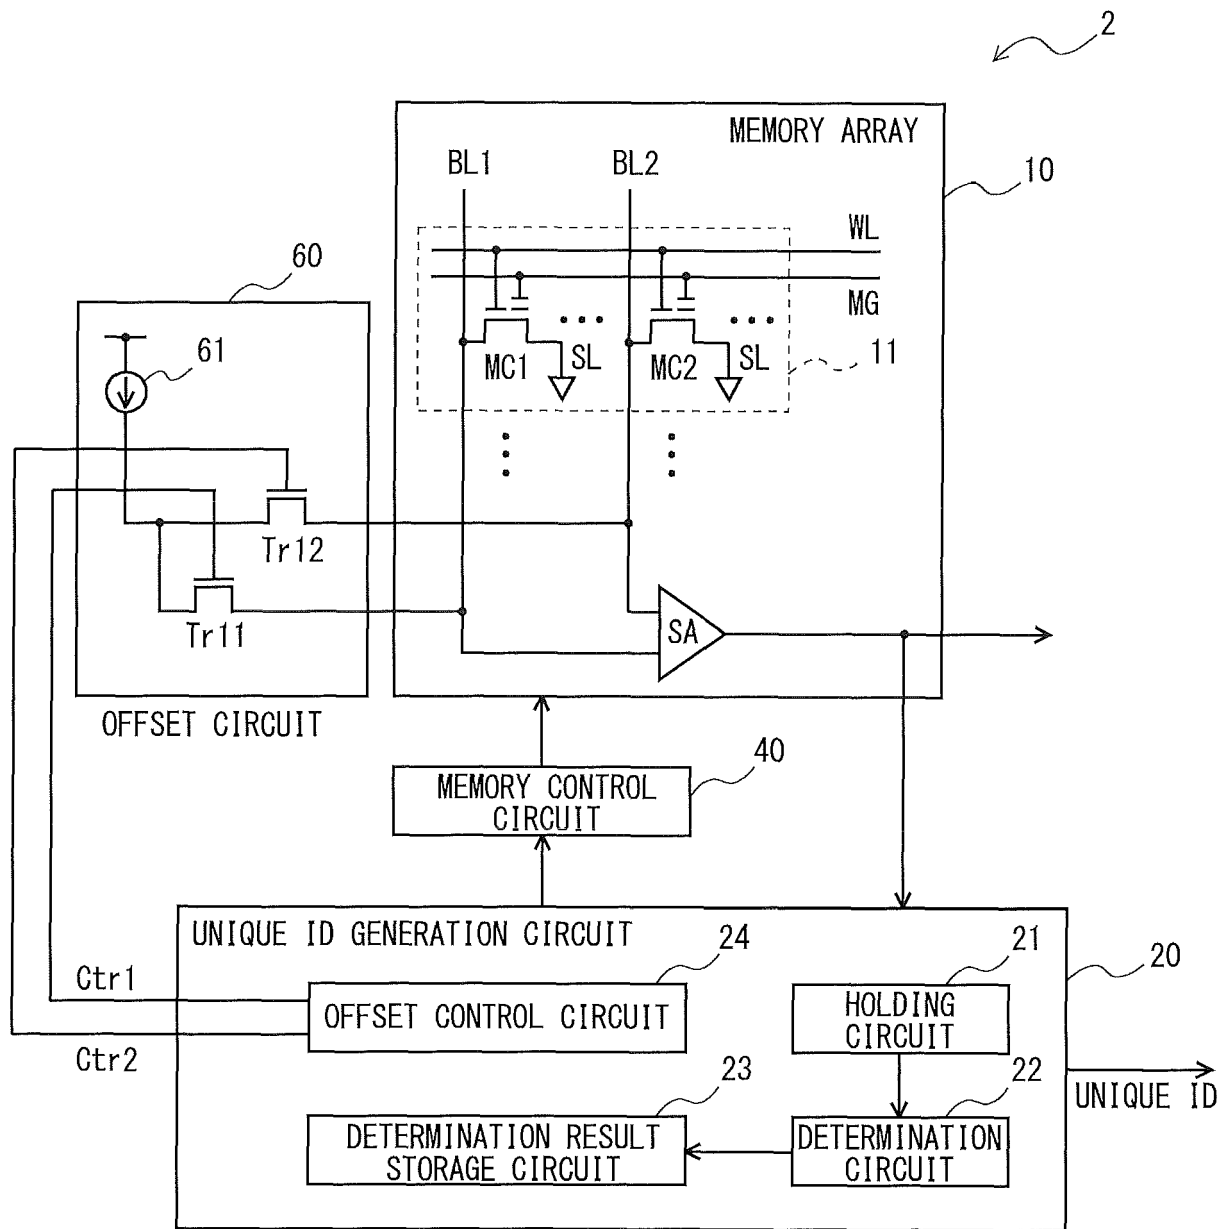 2
MEMORY ARRAY
BL1
BL2
10
WL
MG
60
61
MC1
SL
MC2
SL
11
Tr12
Tr11
SA
OFFSET CIRCUIT
MEMORY CONTROL
CIRCUIT
40
UNIQUE ID GENERATION CIRCUIT
24
21
20
Ctr1
OFFSET CONTROL CIRCUIT
HOLDING
CIRCUIT
Ctr2
23
22
UNIQUE ID
DETERMINATION RESULT
STORAGE CIRCUIT
DETERMINATION
CIRCUIT